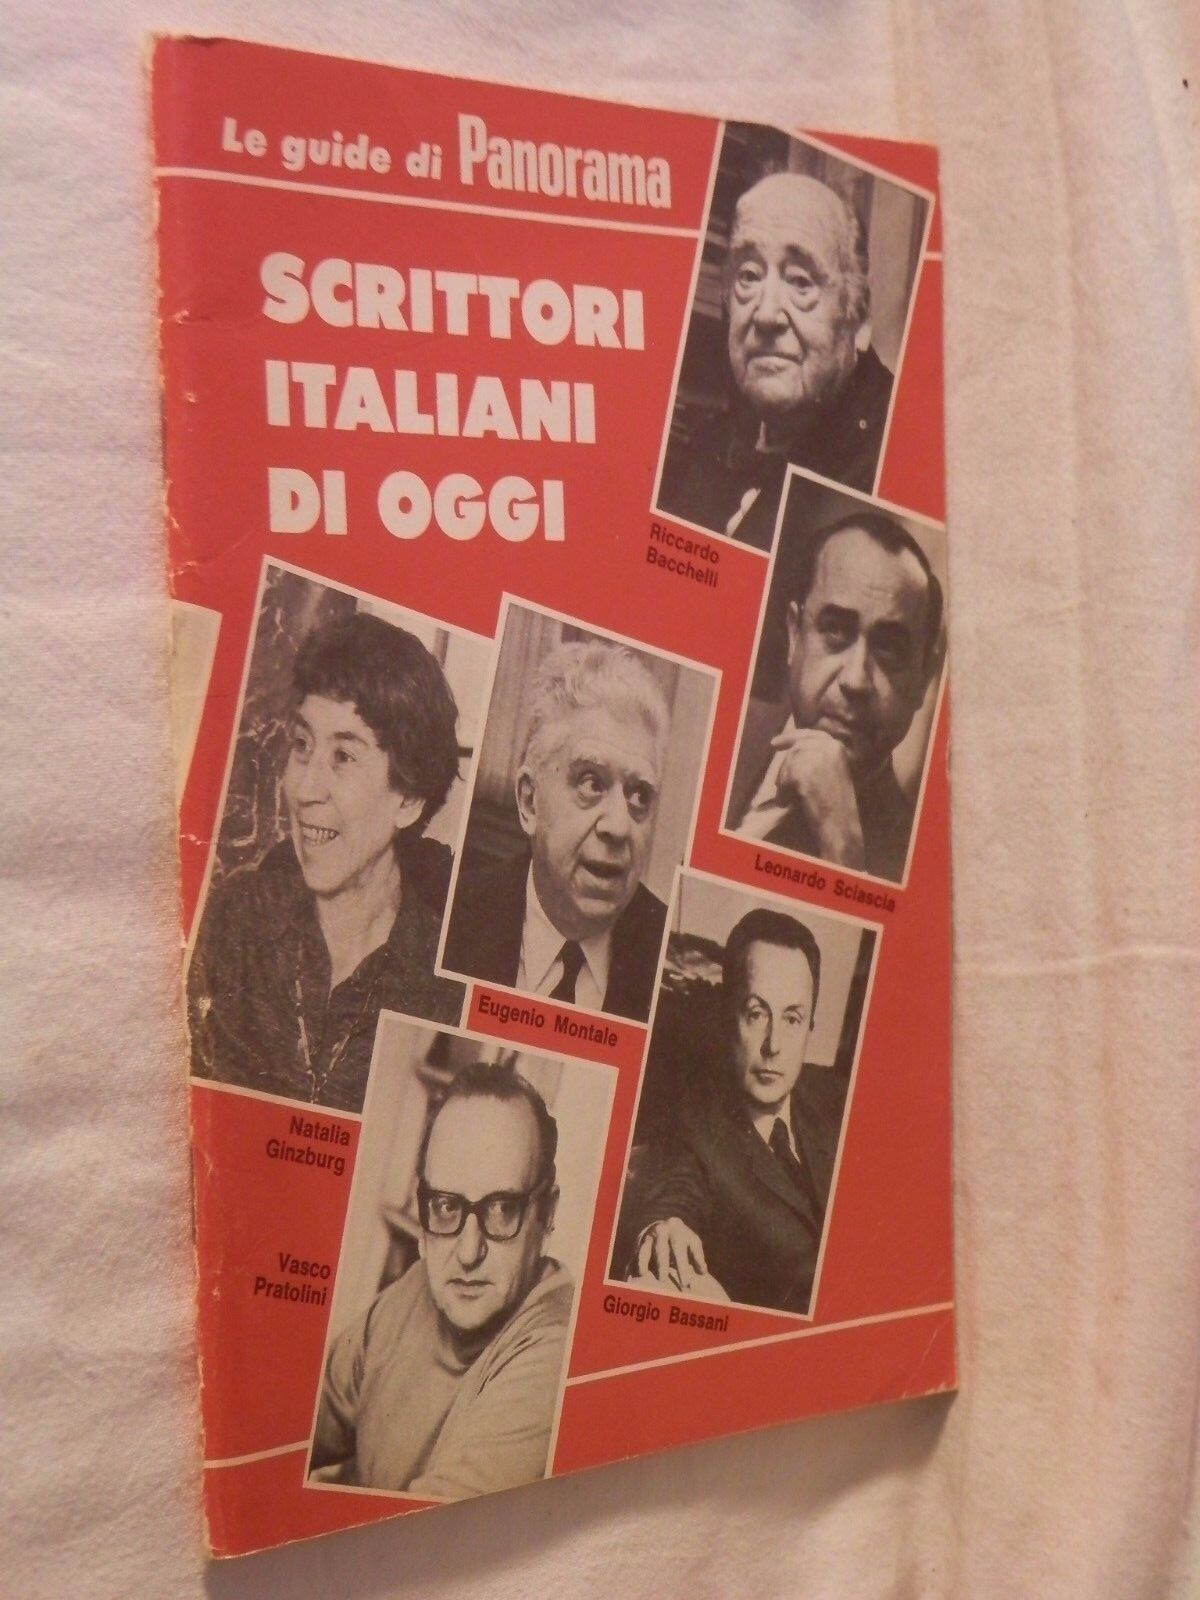 Le guide di Panorama
SCRITTORI
ITALIANI
DI OGGI
Riccardo
Bacchelli
Leonardo Sciascia
Eugenio Montale
Natalia
Ginzburg
Vasco
Pratolini
Giorgio Bassani